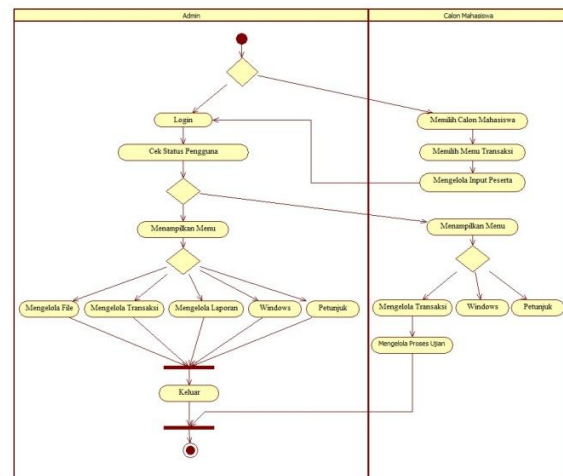 Admin
Calon Mahasiswa
Login
Memilih Calon Mahasiswa
Cek Status Pengguna
Memilih Menu Transaksi
Mengelola Input Peserta
Menampilkan Menu
Menampilkan Menu
Mengelola File
Mengelola Transaksi
Mengelola Laporan
Windows
Petunjuk
Mengelola Transaksi
Windows
Petunjuk
Mengelola Proses Ujian
Keluar